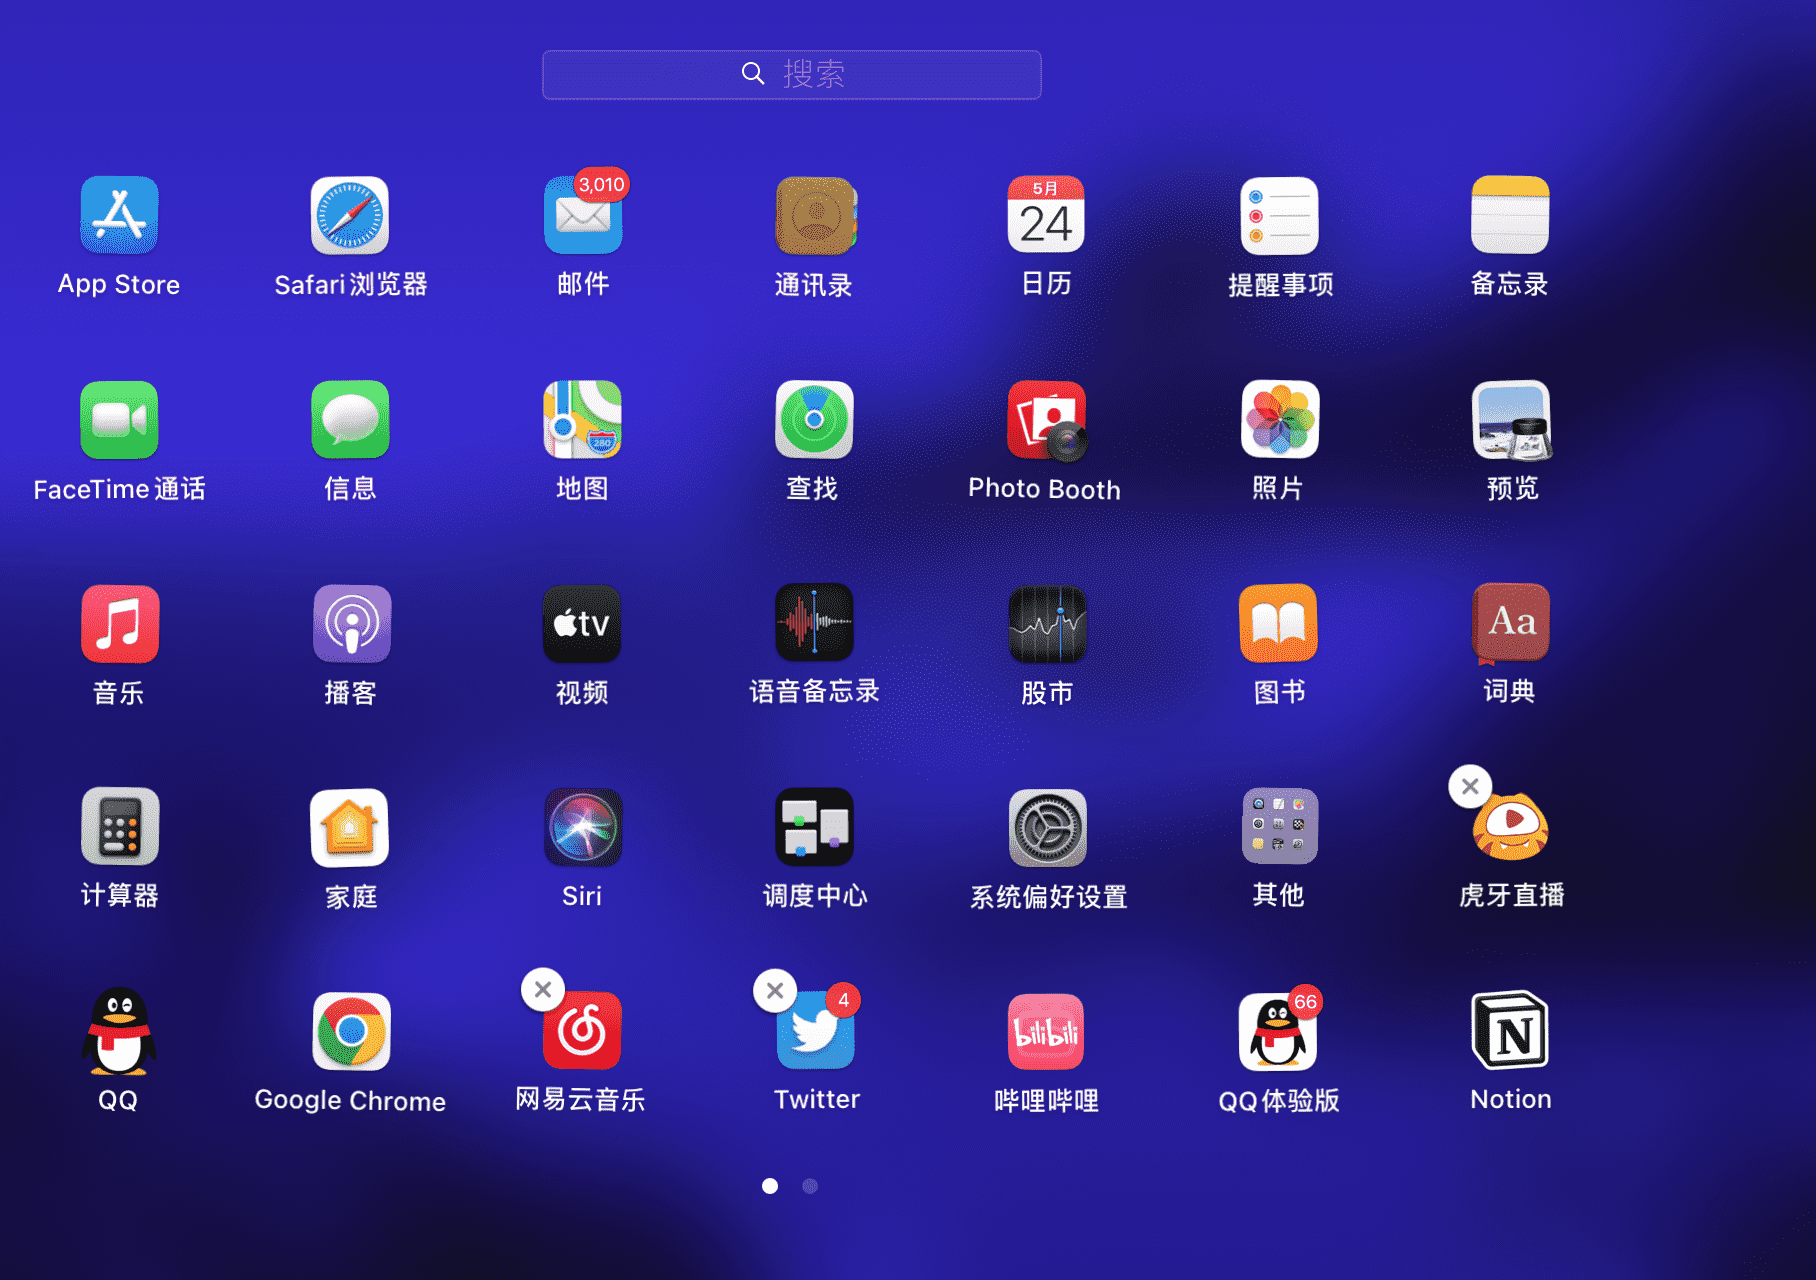 搜索
3,010
5月
24
App Store
Safari浏览器
邮件
通讯录
日历
提醒事项
备忘录
280
FaceTime通话
信息
地图
查找
Photo Booth
照片
预览
tv
Aa
音乐
播客
视频
语音备忘录
股市
图书
词典
计算器
家庭
Siri
调度中心
系统偏好设置
其他
虎牙直播
4
bilibili
66
N
QQ
Google Chrome
网易云音乐
Twitter
哔哩哔哩
QQ体验版
Notion